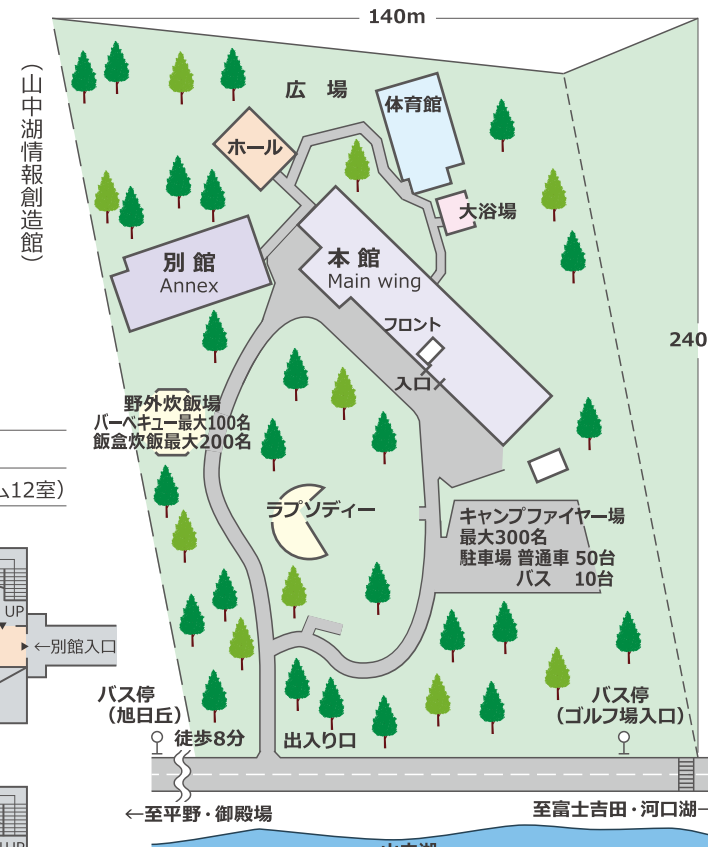 140m
広 場
体育館
(山中湖情報創造館)
ホール
大浴場
別 館
Annex
本 館
Main wing
フロント
240
入口
野外炊飯場
バーベキュー最大100名
飯盒炊飯最大200名
ム12室)
ラプソディー
キャンプファイヤー場
最大300名
駐車場 普通車 50台
バス 10台
UP
←別館入口
バス停
(旭日丘)
バス停
(ゴルフ場入口)
徒歩8分
出入り口
←至平野・御殿場
至富士吉田・河口湖